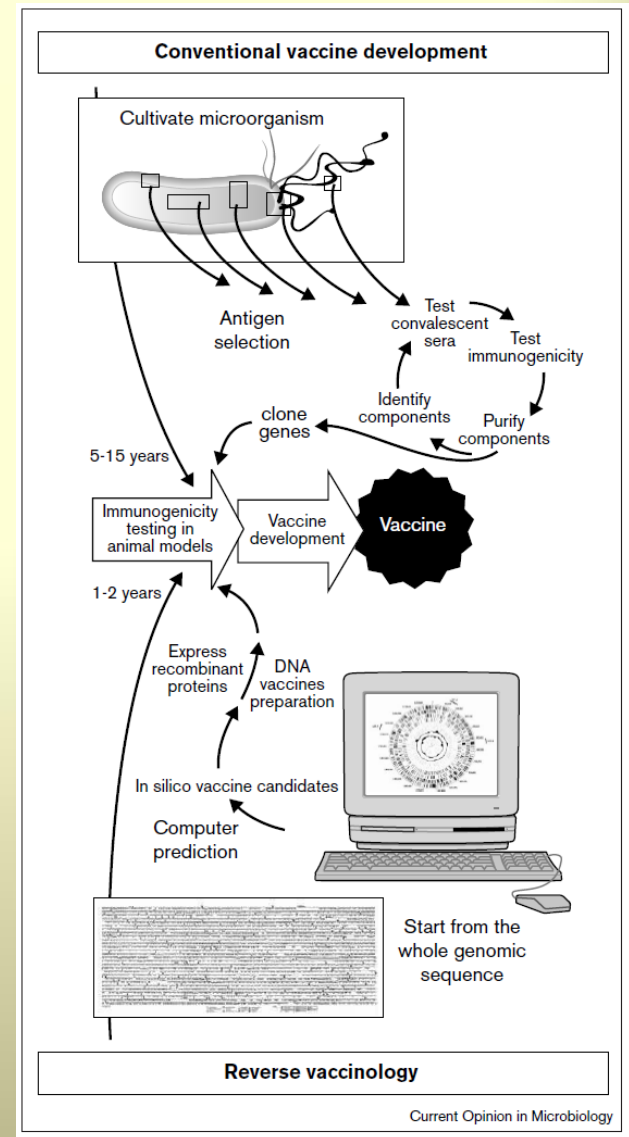 Conventional vaccine development
Cultivate microorganism
Antigen
selection
Test
convalescent
sera
Test
immunogenicity
Identify
components
Purify
components
clone
genes
5-15 years
Immunogenicity
testing in
animal models
Vaccine
development
Vaccine
1-2 years
Express
recombinant
proteins
DNA
vaccines
preparation
In silico vaccine candidates
Computer
prediction
Start from the
whole genomic
sequence
Reverse vaccinology
Current Opinion in Microbiology